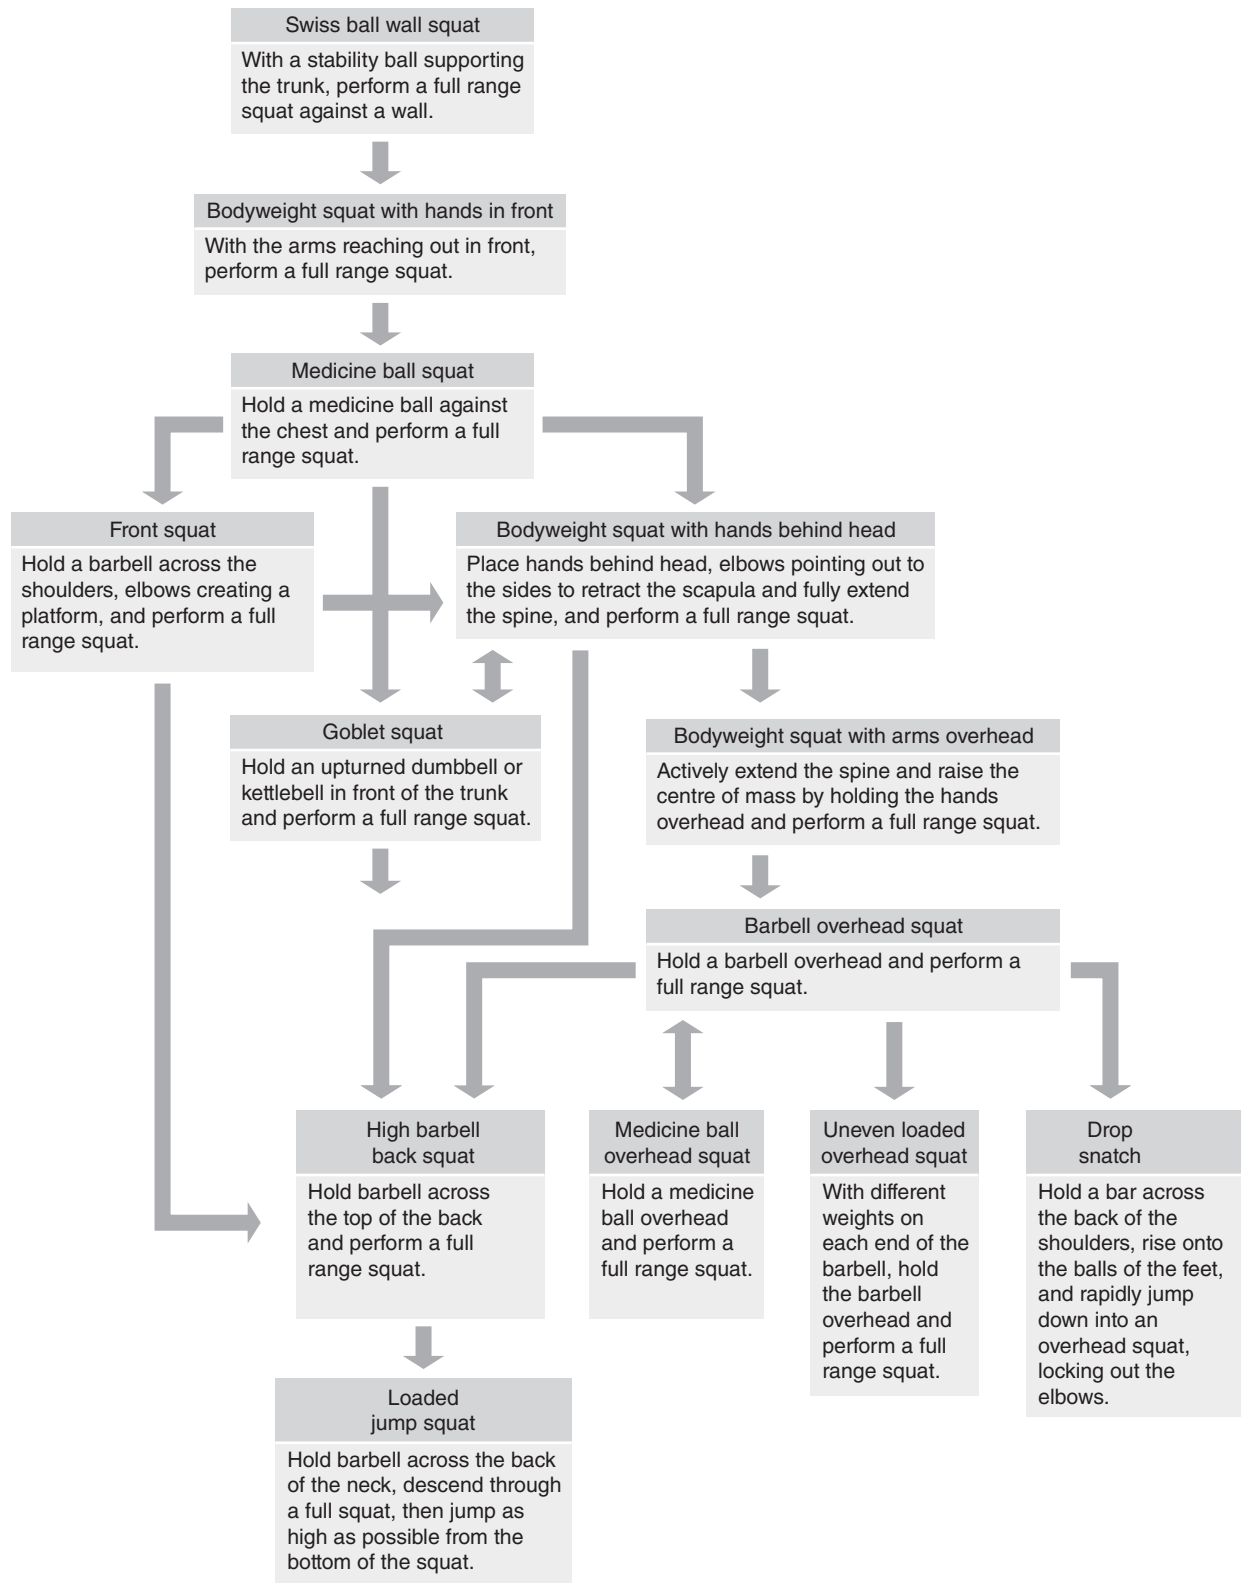 Swiss ball wall squat
With a stability ball supporting
the trunk, perform a full range
squat against a wall.
Bodyweight squat with hands in front
With the arms reaching out in front,
perform a full range squat.
Medicine ball squat
Hold a medicine ball against
the chest and perform a full
range squat.
Front squat
Hold a barbell across the
shoulders, elbows creating a
platform, and perform a full
range squat.
Bodyweight squat with hands behind head
Place hands behind head, elbows pointing out to
the sides to retract the scapula and fully extend
the spine, and perform a full range squat.
Goblet squat
Hold an upturned dumbbell or
kettlebell in front of the trunk
and perform a full range squat.
Bodyweight squat with arms overhead
Actively extend the spine and raise the
centre of mass by holding the hands
overhead and perform a full range squat.
Barbell overhead squat
Hold a barbell overhead and perform a
full range squat.
High barbell
back squat
Hold barbell across
the top of the back
and perform a full
range squat.
Medicine ball
overhead squat
Hold a medicine
ball overhead
and perform a
full range squat.
Uneven loaded
overhead squat
With different
weights on
each end of the
barbell, hold
the barbell
overhead and
perform a full
range squat.
Drop
snatch
Hold a bar across
the back of the
shoulders, rise onto
the balls of the feet,
and rapidly jump
down into an
overhead squat,
locking out the
elbows.
Loaded
jump squat
Hold barbell across the back
of the neck, descend through
a full squat, then jump as
high as possible from the
bottom of the squat.